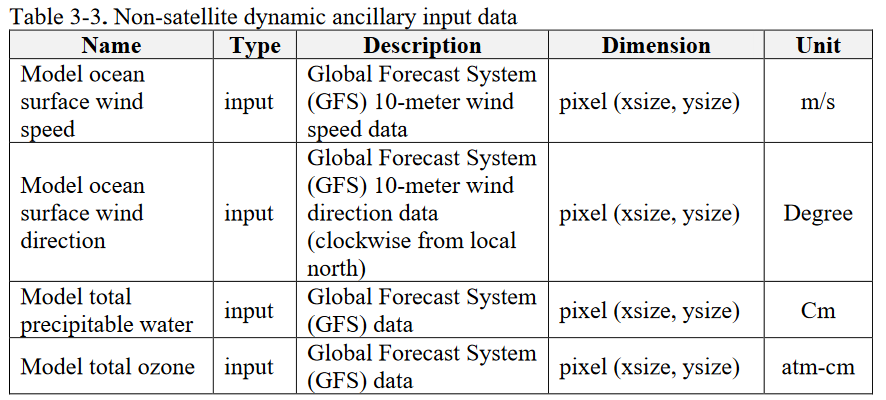 Table 3-3. Non-satellite dynamic ancillary input data
Name Type Description Dimension Unit
Model ocean
surface wind
speed
input
Global Forecast System
(GFS) 10-meter wind
speed data
pixel (xsize, ysize)
m/s
Model ocean
surface wind
direction
input
Global Forecast System
(GFS) 10-meter wind
direction data
(clockwise from local
north)
pixel (xsize, ysize)
Degree
Model total
precipitable water
input
Global Forecast System
(GFS) data
pixel (xsize, ysize)
Cm
Model total ozone
input
Global Forecast System
(GFS) data
pixel (xsize, ysize)
atm-cm